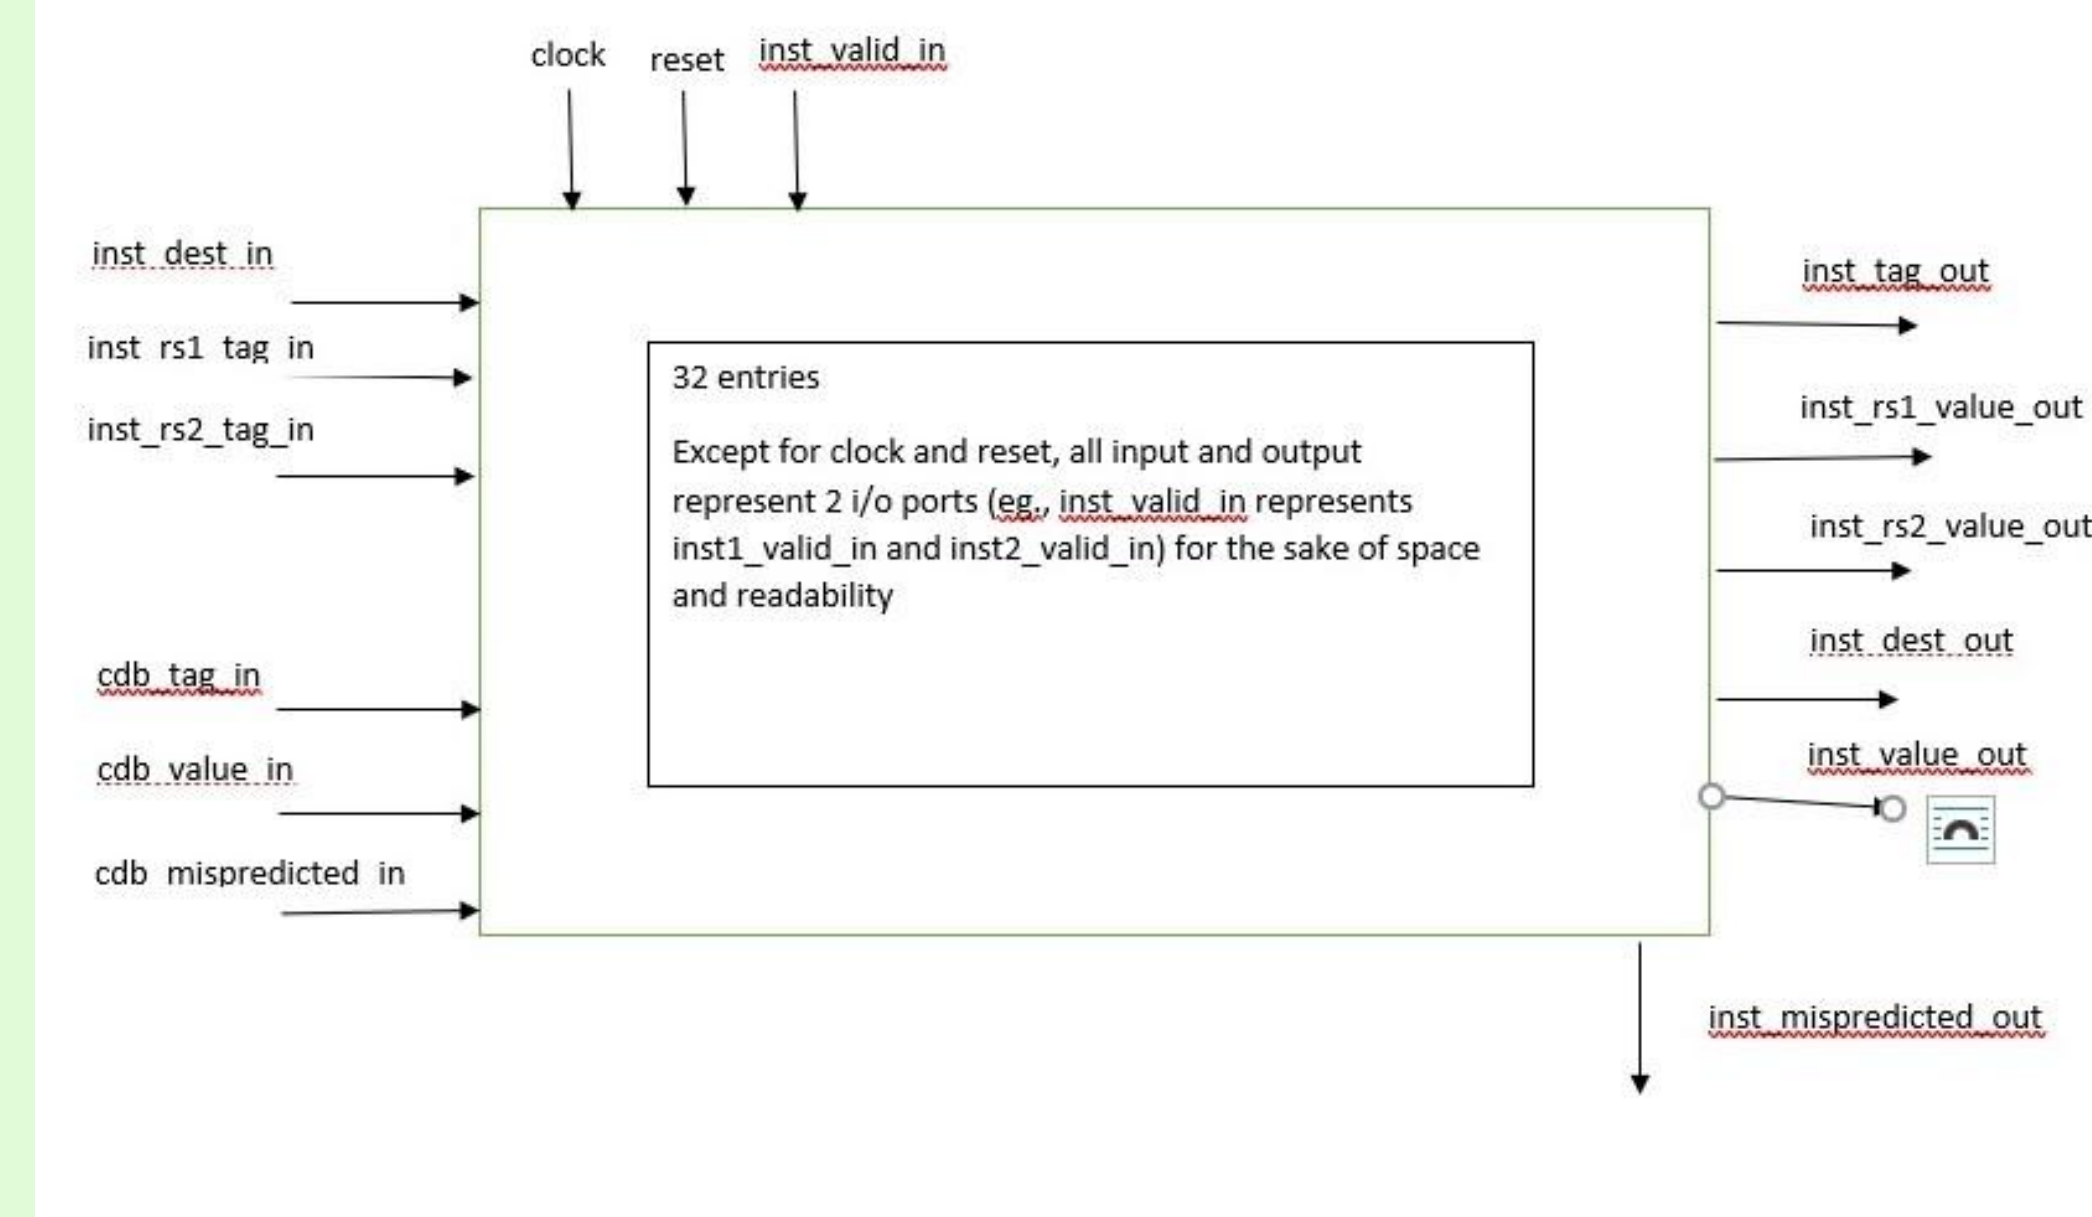 clock
reset
inst_valid_in
inst_dest_in
inst_rs1_tag_in
inst_rs2_tag_in
cdb_tag_in
cdb_value_in
cdb_mispredicted_in
32 entries
Except for clock and reset, all input and output
represent 2 i/o ports (eg., inst_valid_in represents
inst1_valid_in and inst2_valid_in) for the sake of space
and readability
inst_tag_out
inst_rs1_value_out
inst_rs2_value_out
inst_dest_out
inst_value_out
inst_mispredicted_out